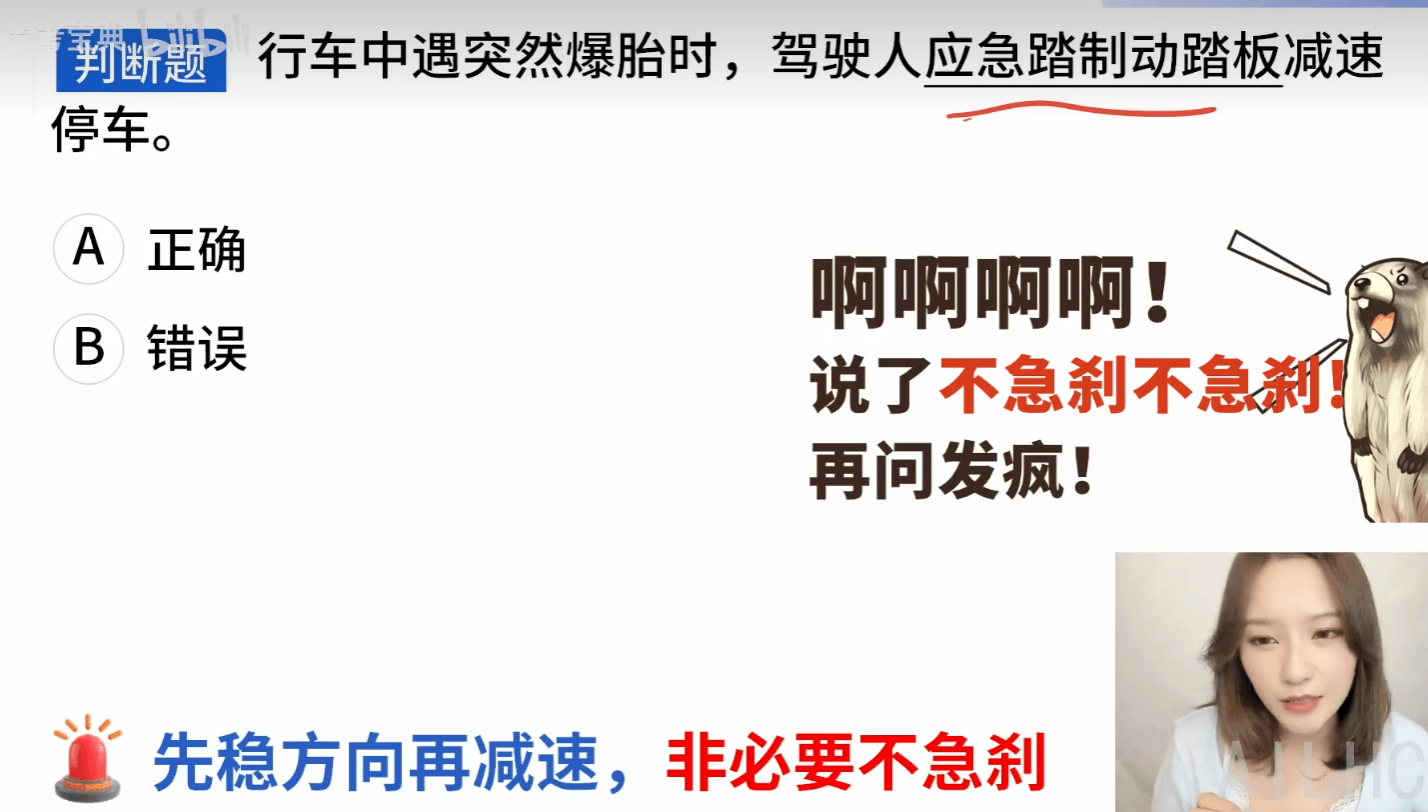 判断题 行车中遇突然爆胎时，驾驶人应急踏制动踏板减速
停车。
A 正确
B 错误
啊啊啊啊！
说了不急刹不急刹！
再问发疯！
先稳方向再减速，非必要不急刹
AILHC